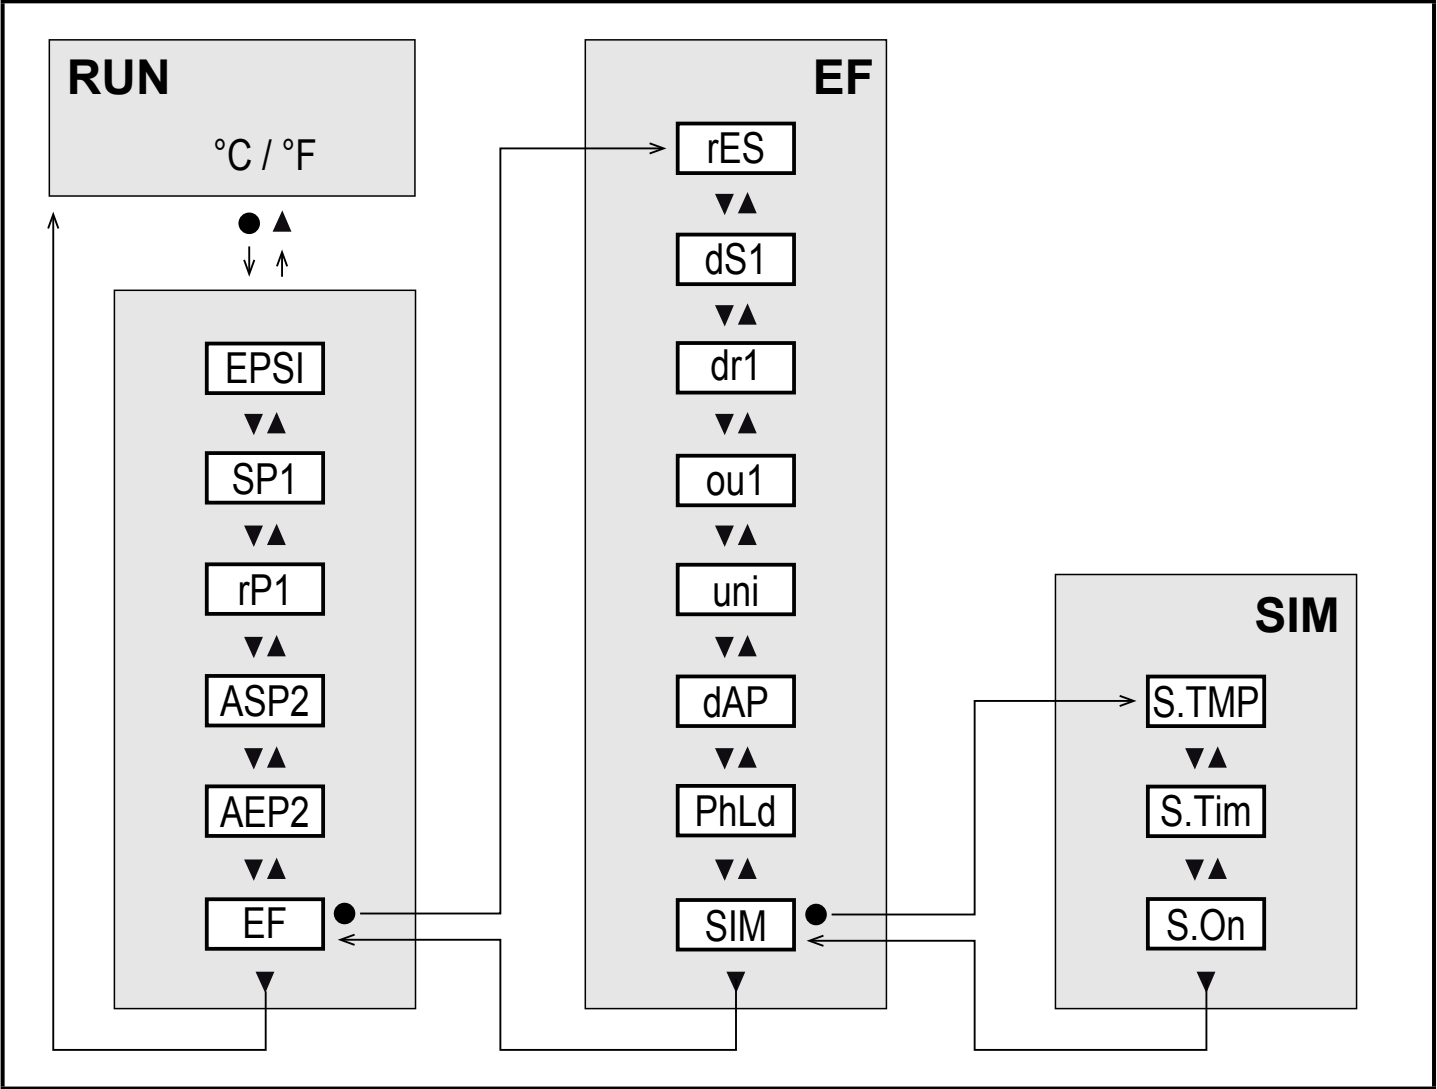 RUN
°C / °F
EPSI
SP1
rP1
ASP2
AEP2
EF
EF
rES
dS1
dr1
ou1
uni
dAP
PhLd
SIM
SIM
S.TMP
S.Tim
S.On